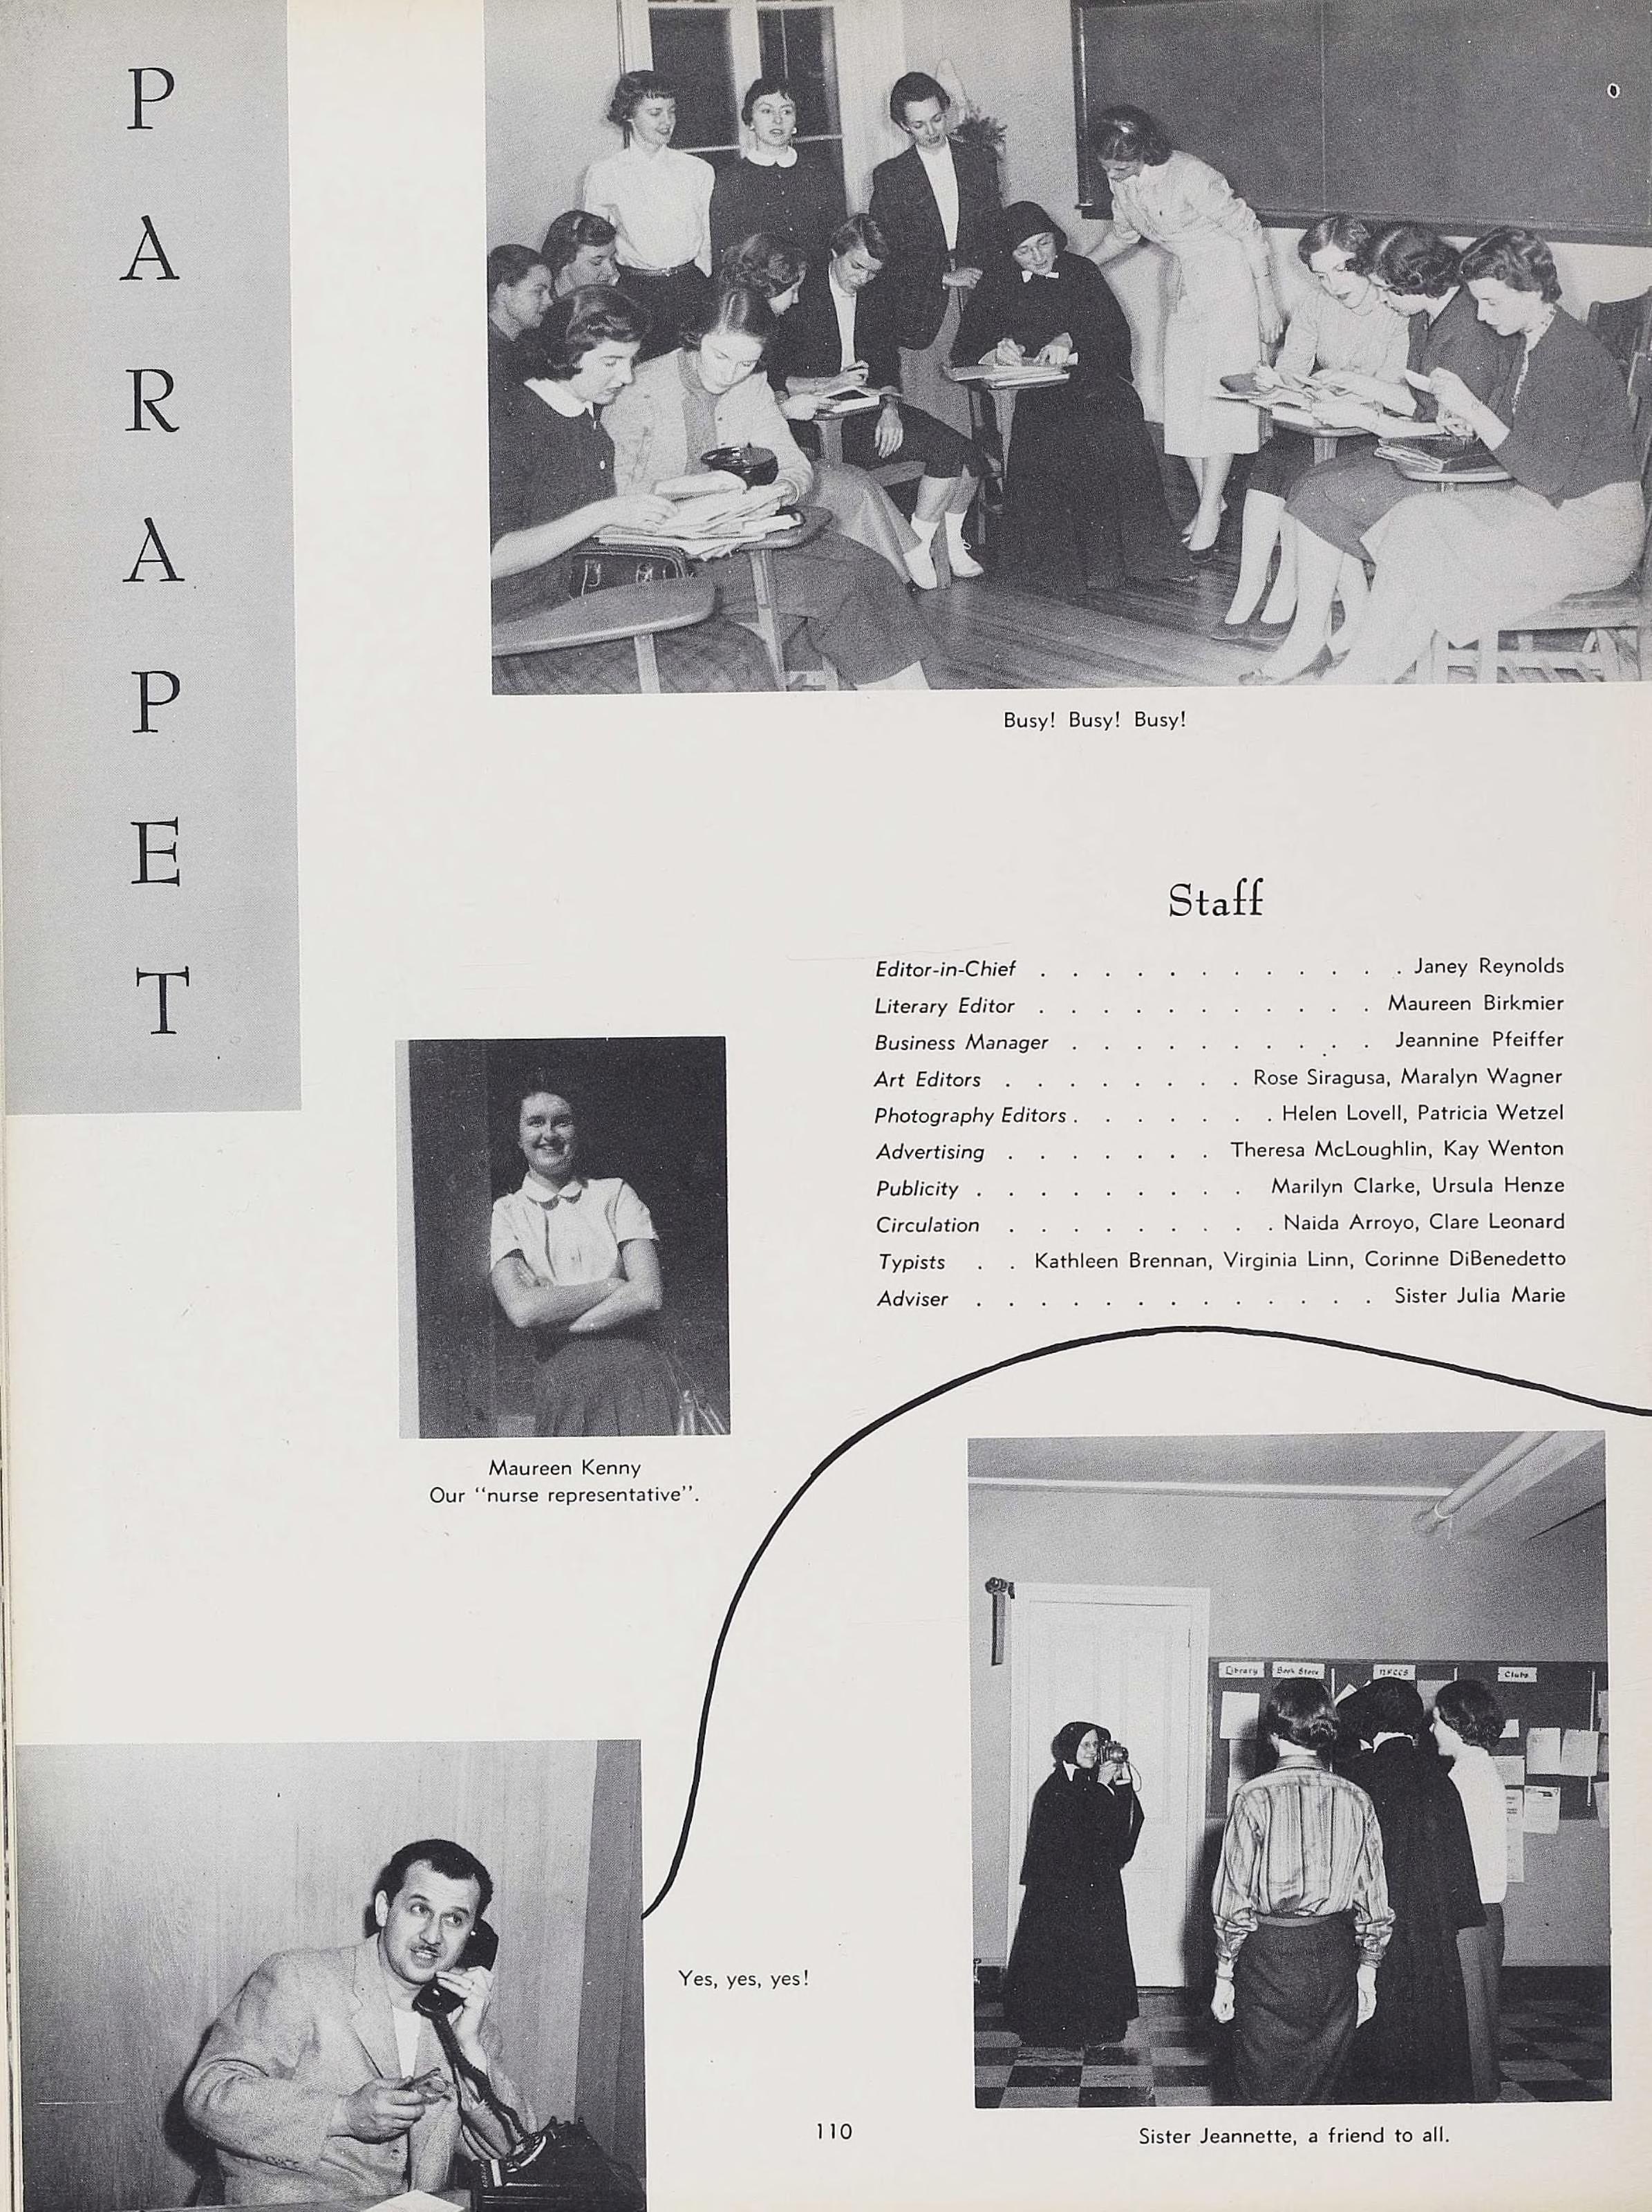 PARAPET
Busy! Busy! Busy!
Staff
Editor-in-Chief . . . . . . . . . . . . Janey Reynolds
Literary Editor . . . . . . . . . . . Maureen Birkmier
Business Manager . . . . . . . . . . Jeannine Pfeiffer
Art Editors . . . . . . . . Rose Siragusa, Maralyn Wagner
Photography Editors . . . . . . . Helen Lovell, Patricia Wetzel
Advertising . . . . . . . Theresa McLoughlin, Kay Wenton
Publicity . . . . . . . . . Marilyn Clarke, Ursula Henze
Circulation . . . . . . . . . Naida Arroyo, Clare Leonard
Typists . . Kathleen Brennan, Virginia Linn, Corinne DiBenedetto
Adviser . . . . . . . . . . . . . Sister Julia Marie
Maureen Kenny
Our "nurse representative".
Library Book Store NFCCS Clubs
Yes, yes, yes!
110
Sister Jeannette, a friend to all.